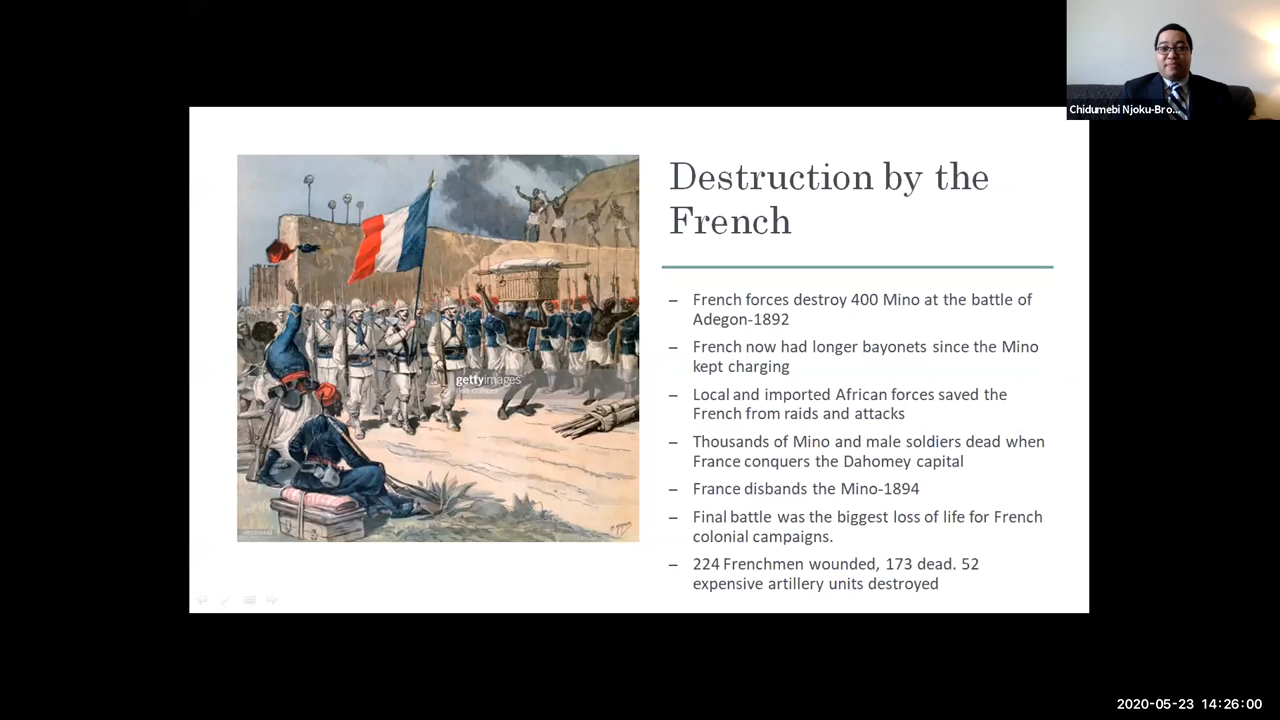 Chidumebi Njoku-Bro...
Destruction by the
French
– French forces destroy 400 Mino at the battle of
Adegon-1892
– French now had longer bayonets since the Mino
kept charging
– Local and imported African forces saved the
French from raids and attacks
– Thousands of Mino and male soldiers dead when
France conquers the Dahomey capital
– France disbands the Mino-1894
– Final battle was the biggest loss of life for French
colonial campaigns.
– 224 Frenchmen wounded, 173 dead. 52
expensive artillery units destroyed
gettyimages
2020-05-23 14:26:00